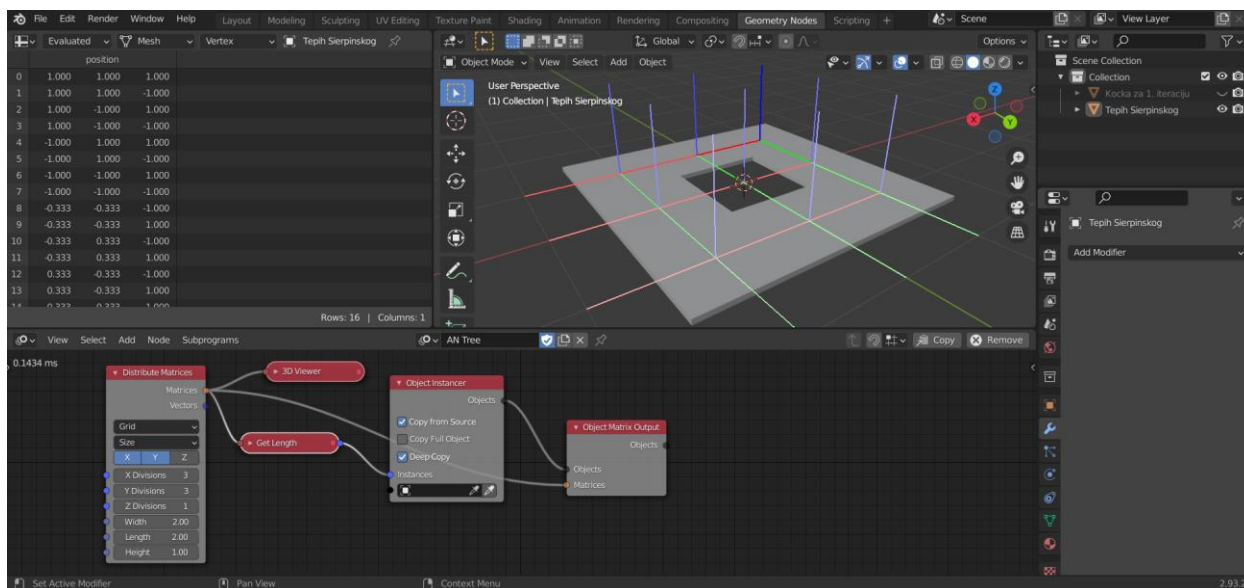 File Edit Render Window Help Layout Modeling Sculpting UV Editing Texture Paint Shading Animation Rendering Compositing Geometry Nodes Scripting + Scene View Layer
Evaluated Mesh Vertex Tepih Sierpinskog
position
0 1.000 1.000 1.000
1 1.000 1.000 -1.000
2 1.000 -1.000 1.000
3 1.000 -1.000 -1.000
4 -1.000 1.000 1.000
5 -1.000 1.000 -1.000
6 -1.000 -1.000 1.000
7 -1.000 -1.000 -1.000
8 -0.333 -0.333 -1.000
9 -0.333 -0.333 1.000
10 -0.333 0.333 -1.000
11 -0.333 0.333 1.000
12 0.333 -0.333 -1.000
13 0.333 -0.333 1.000
14 0.333 0.333 -1.000
Rows: 16 | Columns: 1
Global Options
Object Mode View Select Add Object
User Perspective
(1) Collection | Tepih Sierpinskog
X
Y
Z
Scene Collection
Collection
Kocka za 1. iteraciju
Tepih Sierpinskog
Tepih Sierpinskog
Add Modifier
View Select Add Node Subprograms AN Tree Copy Remove
0.1434 ms
Distribute Matrices
Matrices
Vectors
Grid
Size
X Y Z
X Divisions 3
Y Divisions 3
Z Divisions 1
Width 2.00
Length 2.00
Height 1.00
3D Viewer
Get Length
Object Instancer
Objects
Copy from Source
Copy Full Object
Deep Copy
Instances
Object Matrix Output
Objects
Objects
Matrices
Set Active Modifier Pan View Context Menu 2.93.2